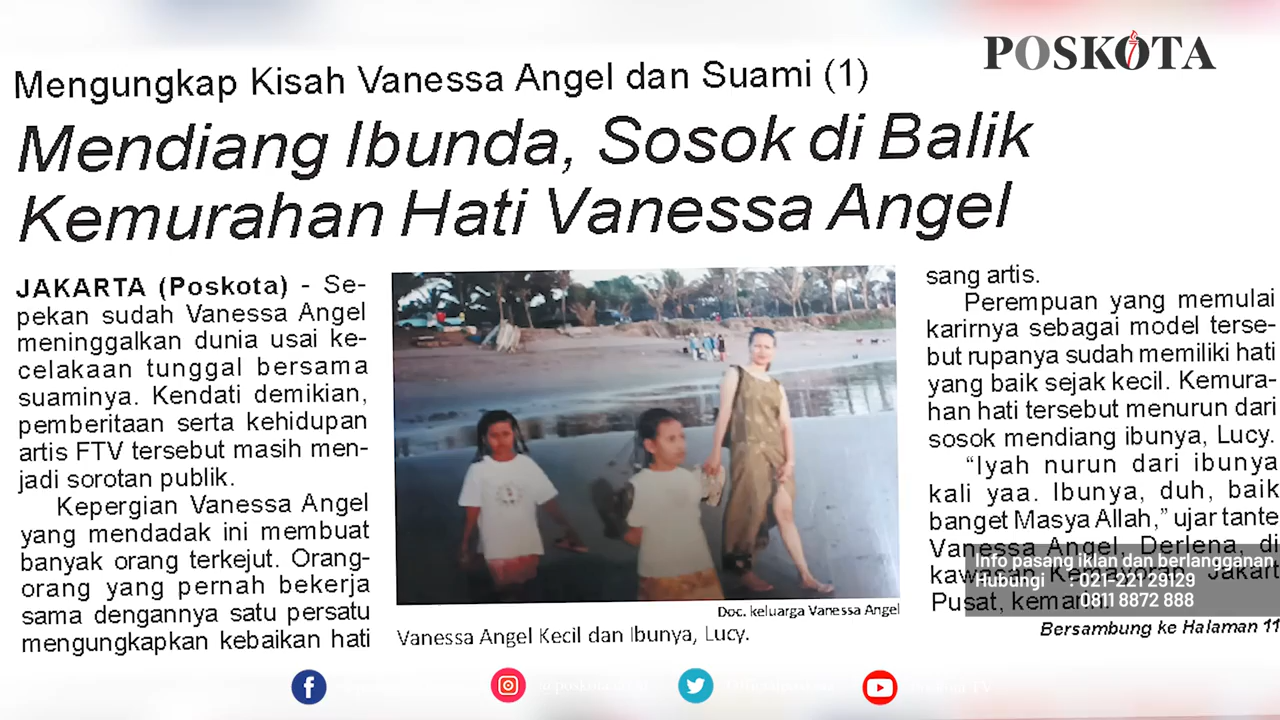 POSKOTA
Mengungkap Kisah Vanessa Angel dan Suami (1)
Mendiang Ibunda, Sosok di Balik
Kemurahan Hati Vanessa Angel
JAKARTA (Poskota) - Se-
pekan sudah Vanessa Angel
meninggalkan dunia usai ke-
celakaan tunggal bersama
suaminya. Kendati demikian,
pemberitaan serta kehidupan
artis FTV tersebut masih men-
jadi sorotan publik.
Kepergian Vanessa Angel
yang mendadak ini membuat
banyak orang terkejut. Orang-
orang yang pernah bekerja
sama dengannya satu persatu
mengungkapkan kebaikan hati
Doc. keluarga Vanessa Angel
Vanessa Angel Kecil dan Ibunya, Lucy.
sang artis.
Perempuan yang memulai
karirnya sebagai model terse-
but rupanya sudah memiliki hati
yang baik sejak kecil. Kemura-
han hati tersebut menurun dari
sosok mendiang ibunya, Lucy.
“Iyah nurun dari ibunya
kali yaa. Ibunya, duh, baik
banget Masya Allah,” ujar tante
Vanessa Angel, Derlena, di
kawasan Kemayoran, Jakart
Pusat, kemarin.
Bersambung ke Halaman 11
Info pasang iklan dan berlangganan
Hubungi : 021-22129129
0811 8872 888